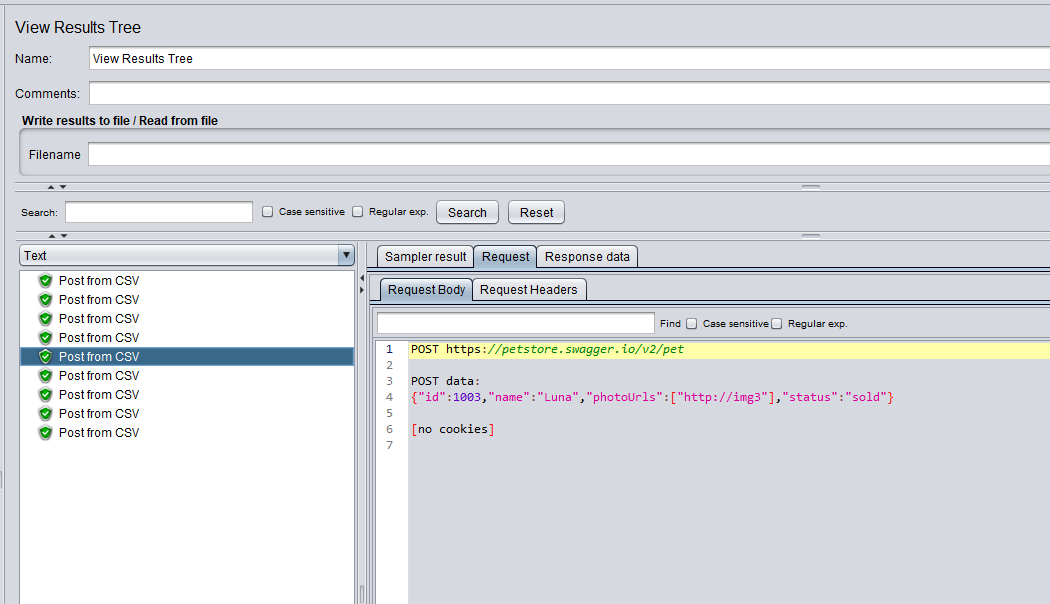 View Results Tree
Name: View Results Tree
Comments:
Write results to file / Read from file
Filename
Search: Case sensitive Regular exp. Search Reset
Text
Sampler result Request Response data
Post from CSV
Post from CSV
Post from CSV
Post from CSV
Post from CSV
Post from CSV
Post from CSV
Post from CSV
Post from CSV
Request Body Request Headers
Find Case sensitive Regular exp.
1 POST https://petstore.swagger.io/v2/pet
2
3 POST data:
4 {"id":1003,"name":"Luna","photoUrls":["http://img3"],"status":"sold"}
5
6 [no cookies]
7